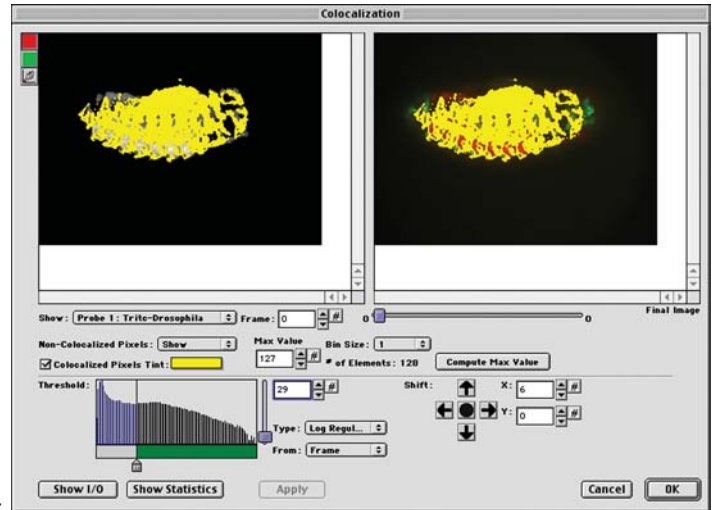 Colocalization
Show: Probe 1 : Tritc-Drosophila Frame: 0 # 0 0 Final Image
Non-Colocalized Pixels: Show Max Value Bin Size: 1
Colocalized Pixels Tint: 127 # # of Elements: 128 Compute Max Value
Threshold: 29 # Shift: X: 6 #
Y: 0 #
Type: Log Regul...
From: Frame
Show I/O Show Statistics Apply Cancel OK